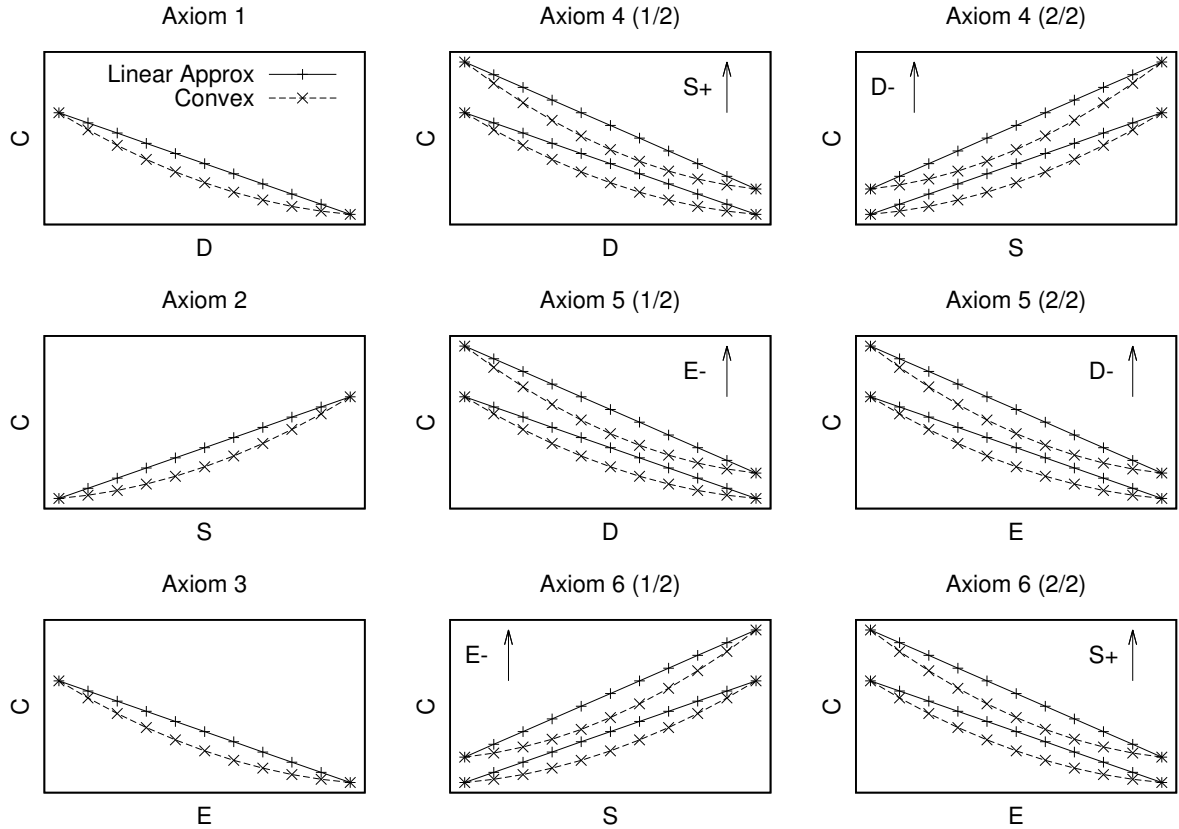 Axiom 1
Linear Approx
Convex
C
D
Axiom 4 (1/2)
S+
C
D
Axiom 4 (2/2)
D-
C
S
Axiom 2
C
S
Axiom 5 (1/2)
E-
C
D
Axiom 5 (2/2)
D-
C
E
Axiom 3
C
E
Axiom 6 (1/2)
E-
C
S
Axiom 6 (2/2)
S+
C
E